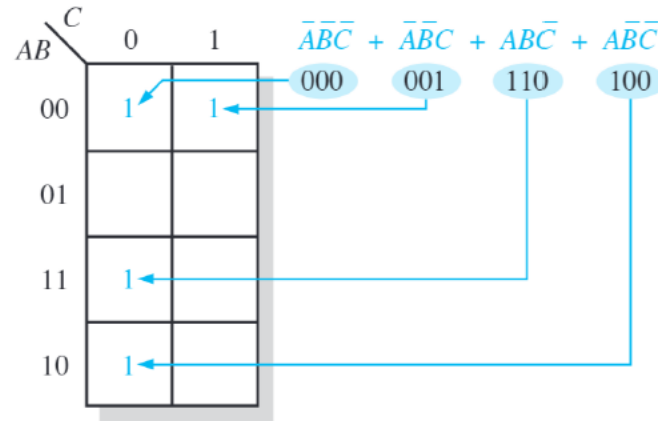 C
AB 0 1 A̅B̅C̅ + A̅B̅C + ABC̅ + AB̅C̅
000 001 110 100
00 1 1
01
11 1
10 1